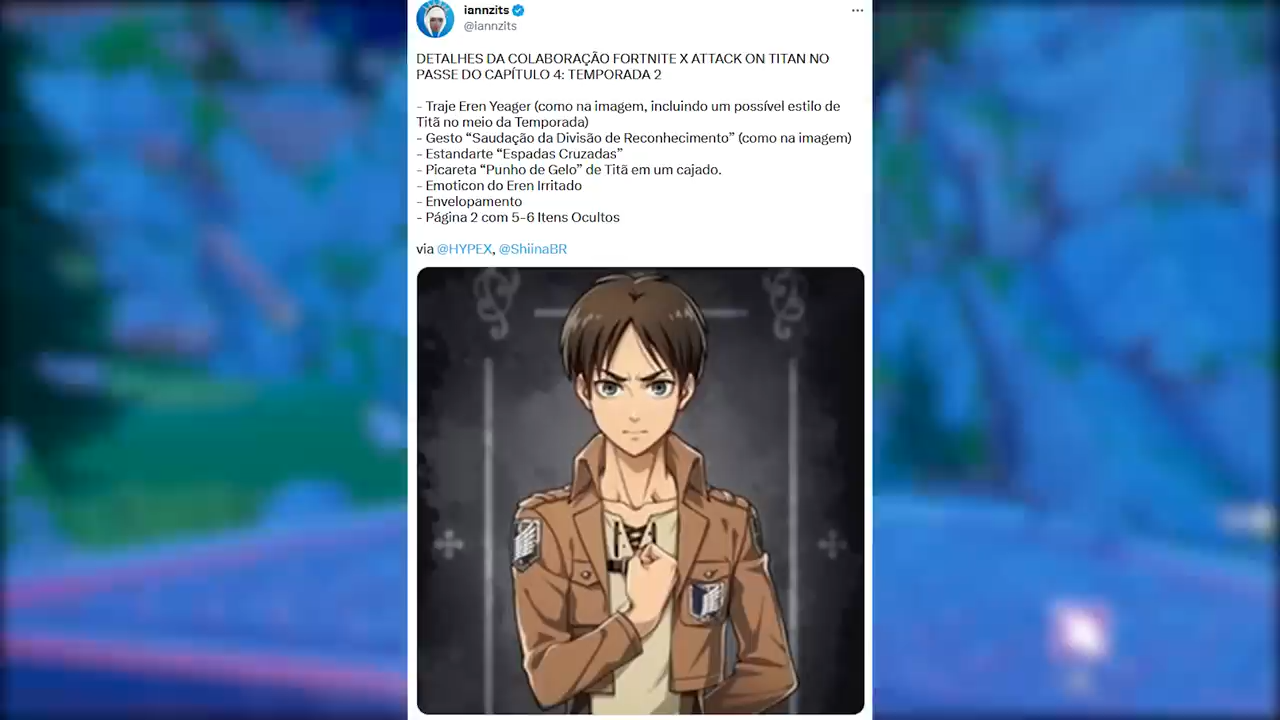 iannzits
@iannzits
DETALHES DA COLABORAÇÃO FORTNITE X ATTACK ON TITAN NO
PASSE DO CAPÍTULO 4: TEMPORADA 2
- Traje Eren Yeager (como na imagem, incluindo um possível estilo de
Titã no meio da Temporada)
- Gesto “Saudação da Divisão de Reconhecimento” (como na imagem)
- Estandarte “Espadas Cruzadas”
- Picareta “Punho de Gelo” de Titã em um cajado.
- Emoticon do Eren Irritado
- Envelopamento
- Página 2 com 5-6 Itens Ocultos
via @HYPEX, @ShiinaBR